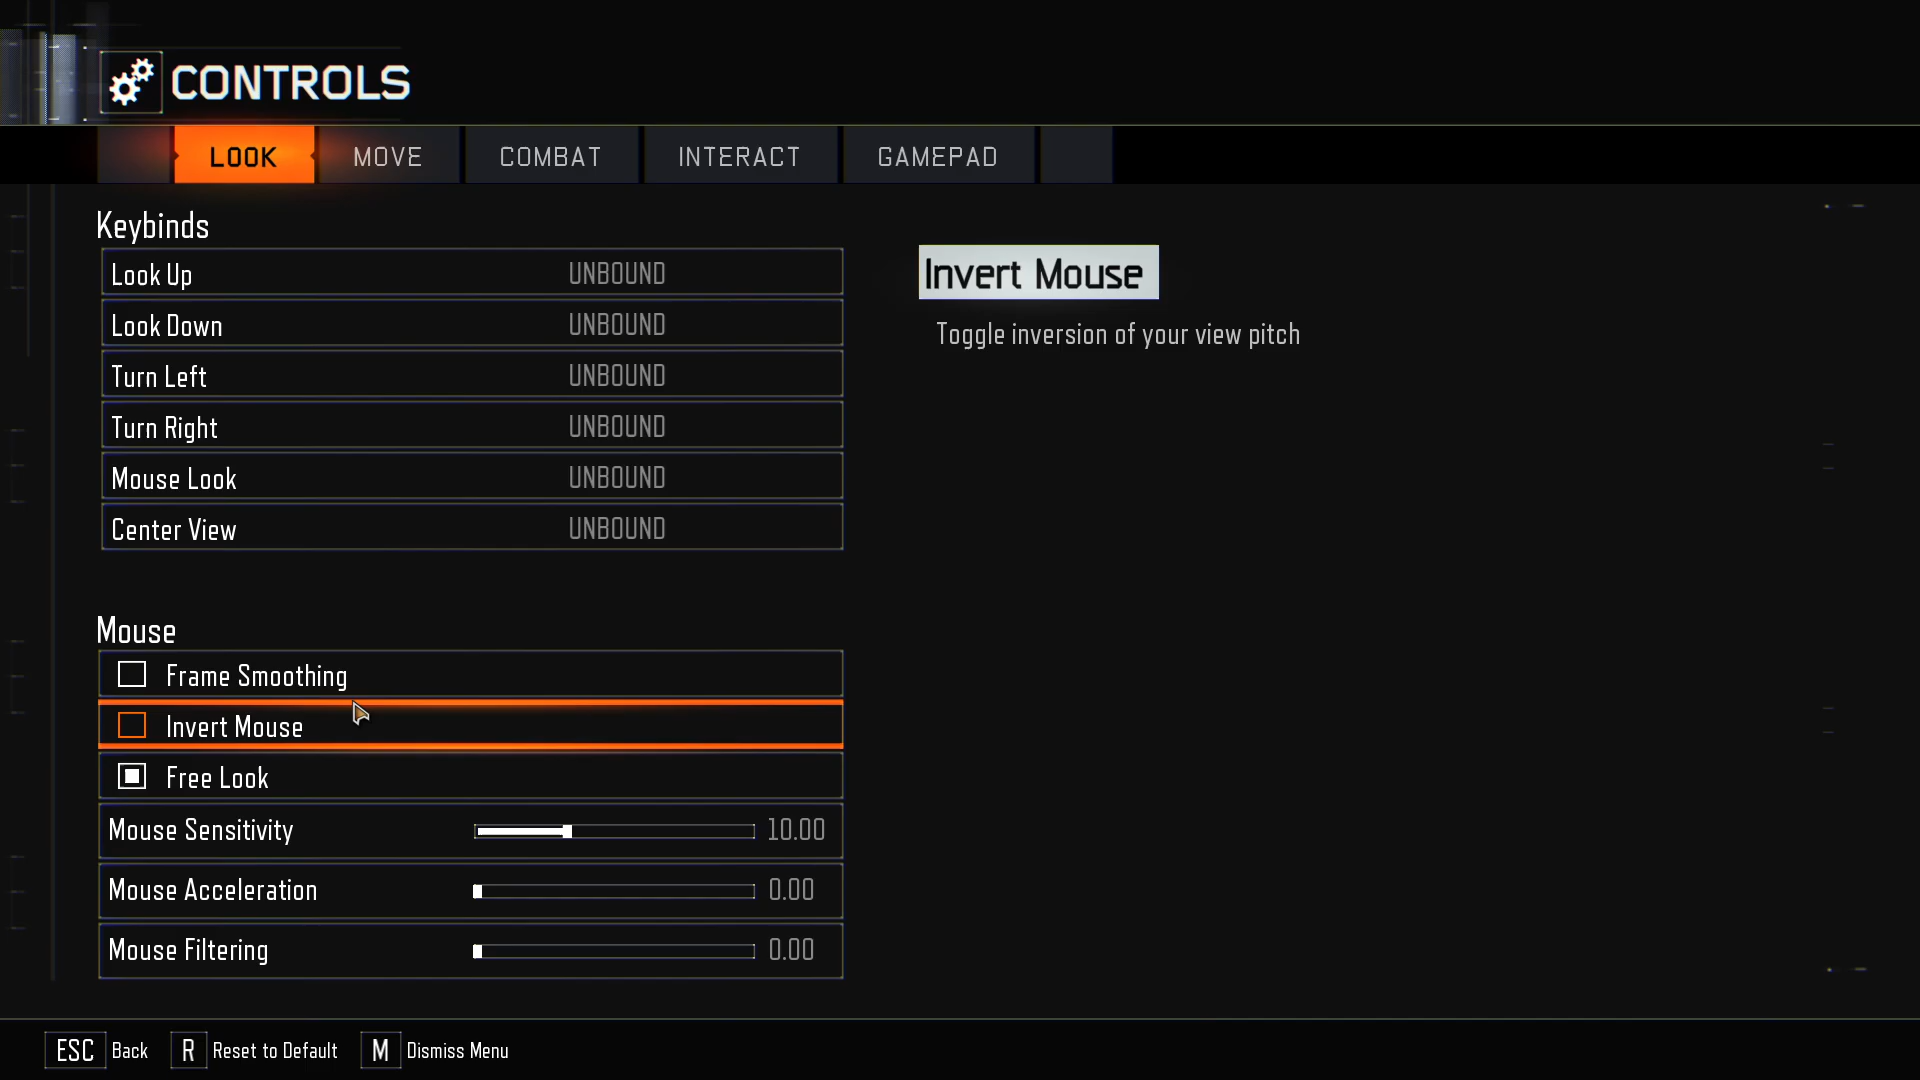 CONTROLS
LOOK MOVE COMBAT INTERACT GAMEPAD
Keybinds
Look Up UNBOUND
Look Down UNBOUND
Turn Left UNBOUND
Turn Right UNBOUND
Mouse Look UNBOUND
Center View UNBOUND
Invert Mouse
Toggle inversion of your view pitch
Mouse
Frame Smoothing
Invert Mouse
Free Look
Mouse Sensitivity 10.00
Mouse Acceleration 0.00
Mouse Filtering 0.00
ESC Back R Reset to Default M Dismiss Menu